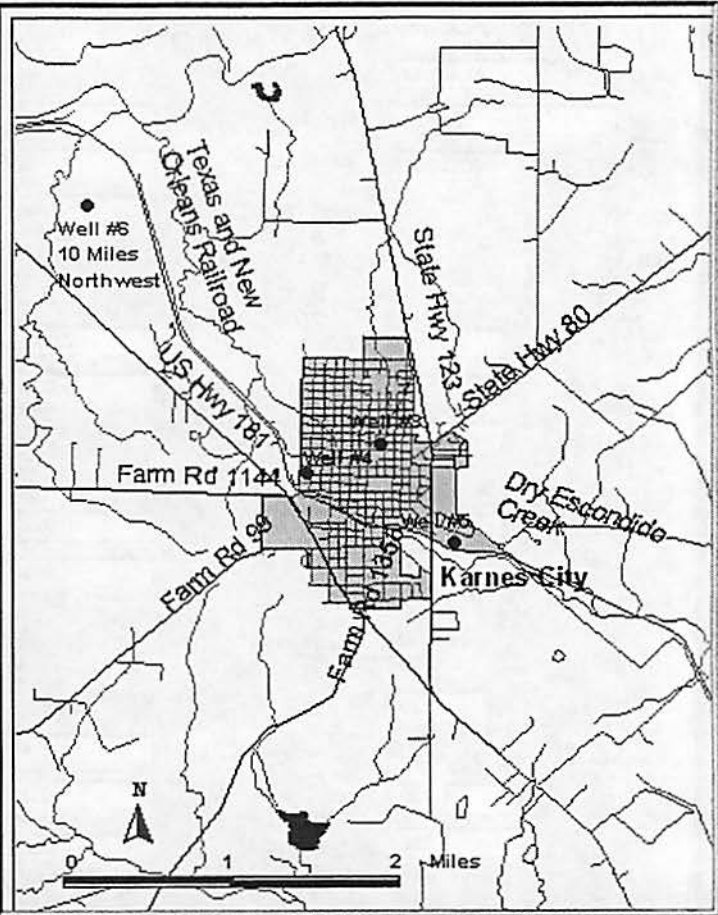 Texas and New
Orleans Railroad
Well #6
10 Miles
Northwest
State Hwy 123
State Hwy 80
US Hwy 181
Well #3
Well #4
Farm Rd 1144
Dry Escondido
Creek
Well #5
Farm Rd 99
Karnes City
Farm Rd
N
0 1 2 Miles